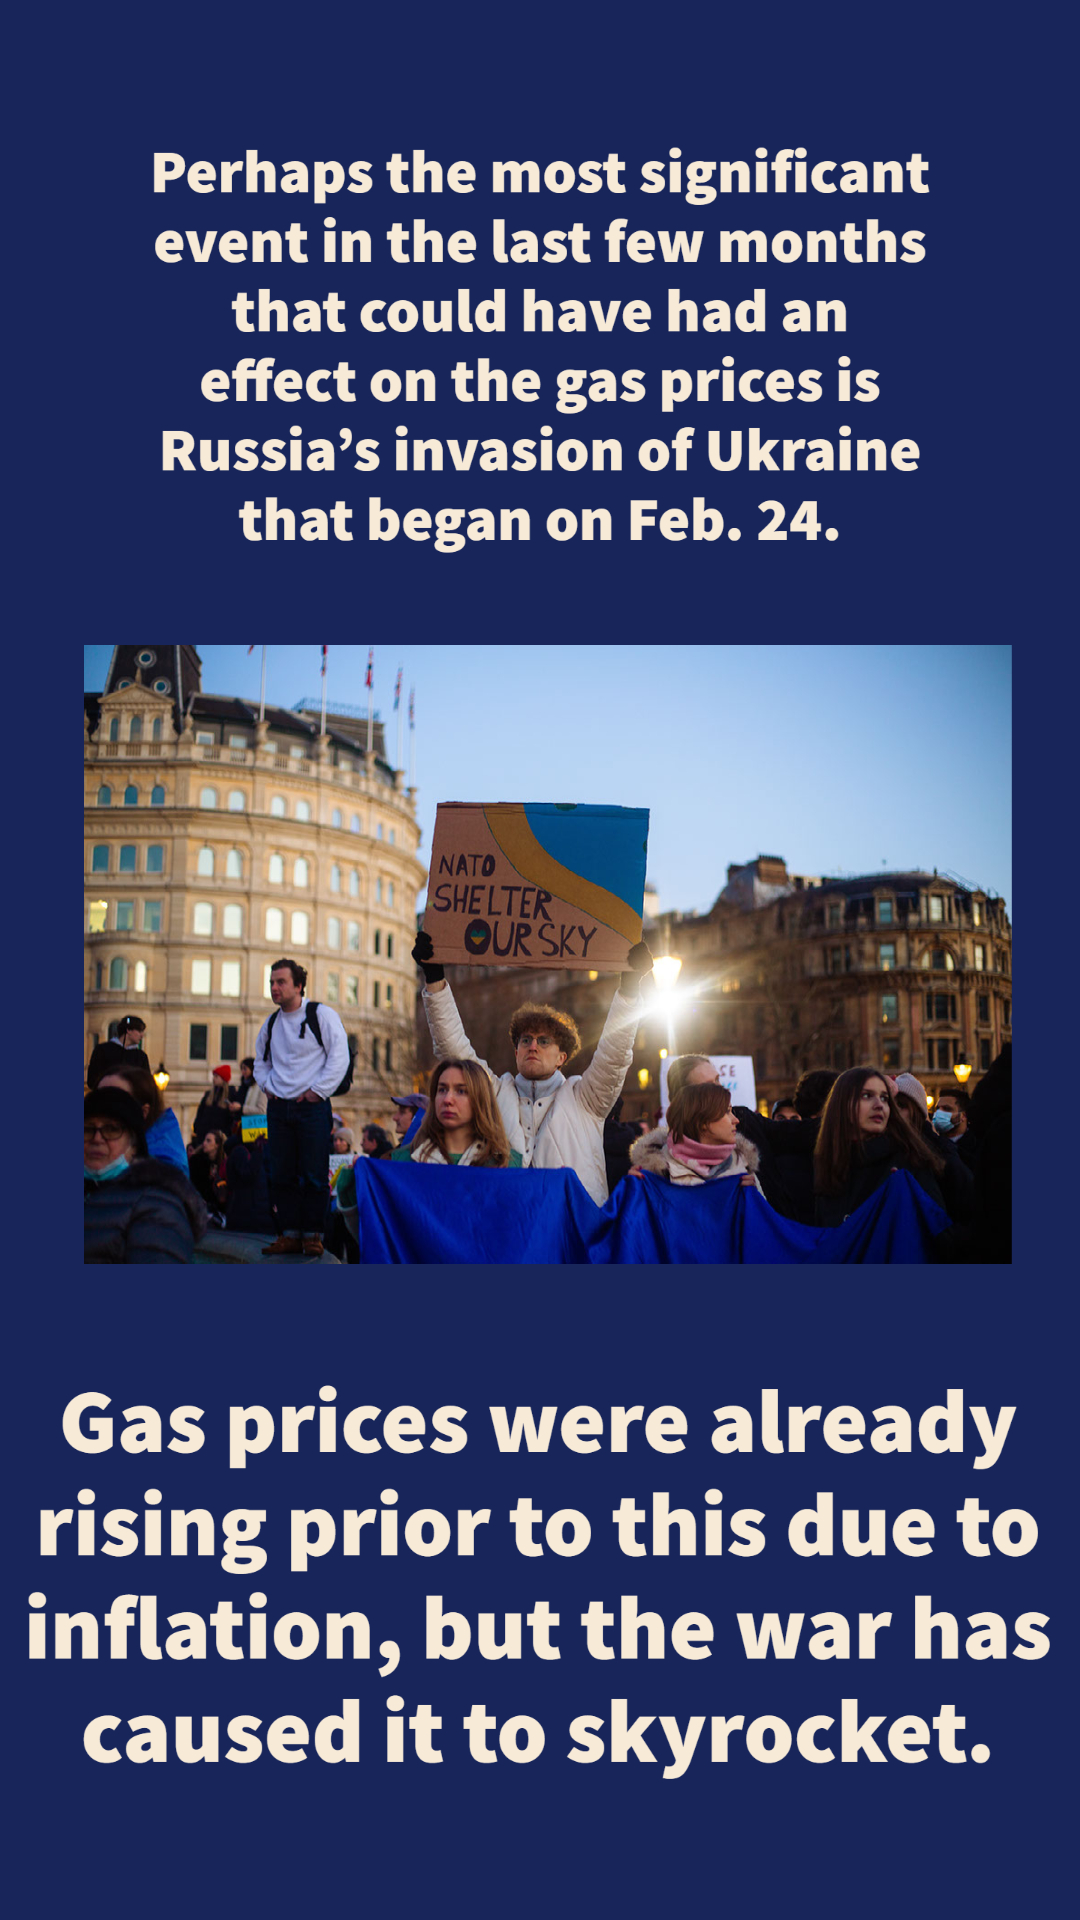 Perhaps the most significant
event in the last few months
that could have had an
effect on the gas prices is
Russia’s invasion of Ukraine
that began on Feb. 24.
NATO
SHELTER
OUR SKY
Gas prices were already
rising prior to this due to
inflation, but the war has
caused it to skyrocket.